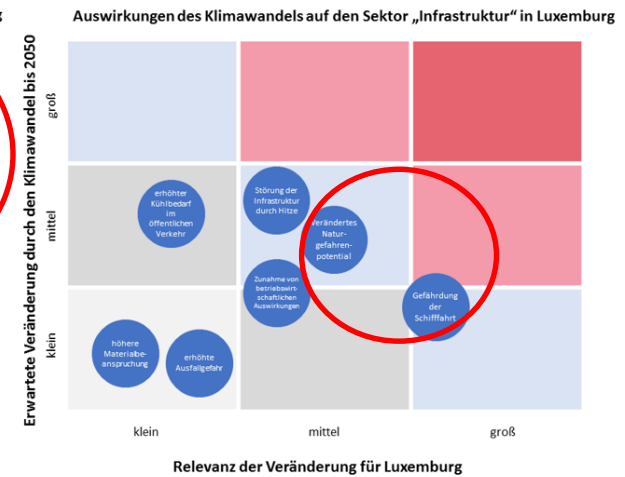 Auswirkungen des Klimawandels auf den Sektor „Infrastruktur“ in Luxemburg
Erwartete Veränderung durch den Klimawandel bis 2050
groß
mittel
klein
erhöhter
Kühlbedarf
im
öffentlichen
Verkehr
Störung der
Infrastruktur
durch Hitze
Verändertes
Natur-
gefahren-
potential
Zunahme von
betriebswirt-
schaftlichen
Auswirkungen
Gefährdung
der
Schifffahrt
höhere
Materialbe-
anspruchung
erhöhte
Ausfallgefahr
klein
mittel
groß
Relevanz der Veränderung für Luxemburg